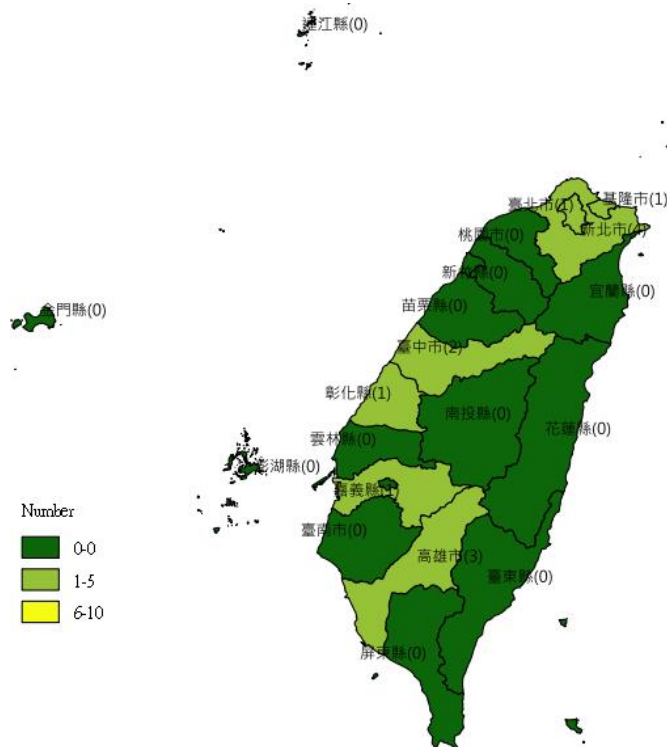 連江縣(0)
基隆市(1)
臺北市(1)
新北市(4)
桃園市(0)
新竹縣(0)
宜蘭縣(0)
苗栗縣(0)
金門縣(0)
臺中市(2)
彰化縣(1)
南投縣(0)
花蓮縣(0)
雲林縣(0)
澎湖縣(0)
嘉義縣(1)
臺南市(0)
高雄市(3)
臺東縣(0)
屏東縣(0)
Number
0-0
1-5
6-10